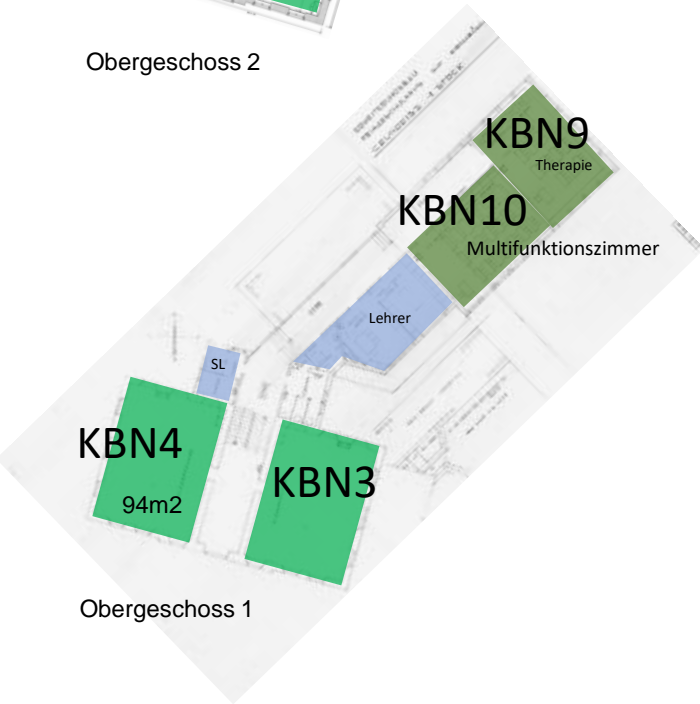 Obergeschoss 2
KBN9
Therapie
KBN10
Multifunktionszimmer
Lehrer
SL
KBN4
94m2
KBN3
Obergeschoss 1